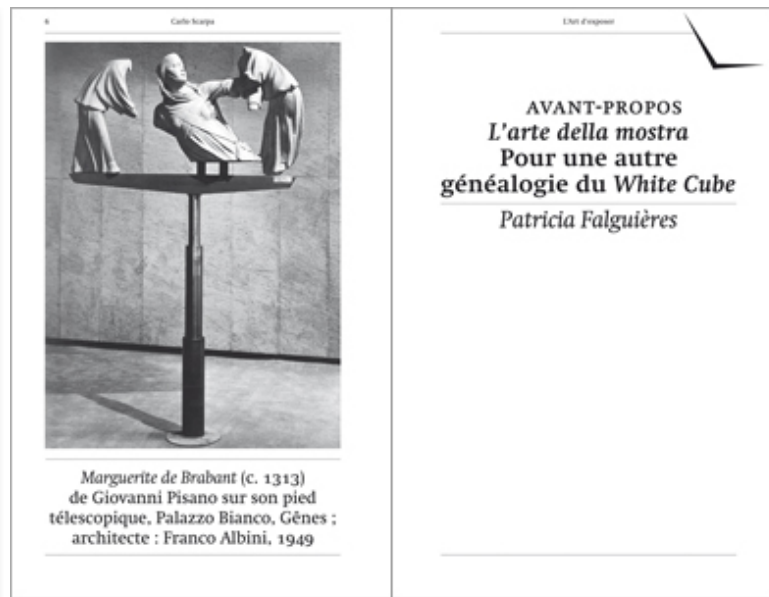 6
Carlo Scarpa
Marguerite de Brabant (c. 1313)
de Giovanni Pisano sur son pied
télescopique, Palazzo Bianco, Gênes ;
architecte : Franco Albini, 1949
L'Art d'exposer
AVANT-PROPOS
L'arte della mostra
Pour une autre
généalogie du White Cube
Patricia Falguières